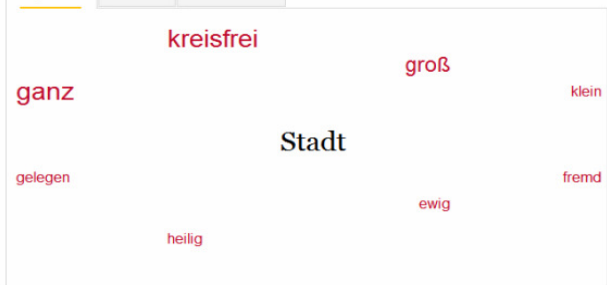 kreisfrei
groß
ganz
klein
Stadt
gelegen
fremd
ewig
heilig